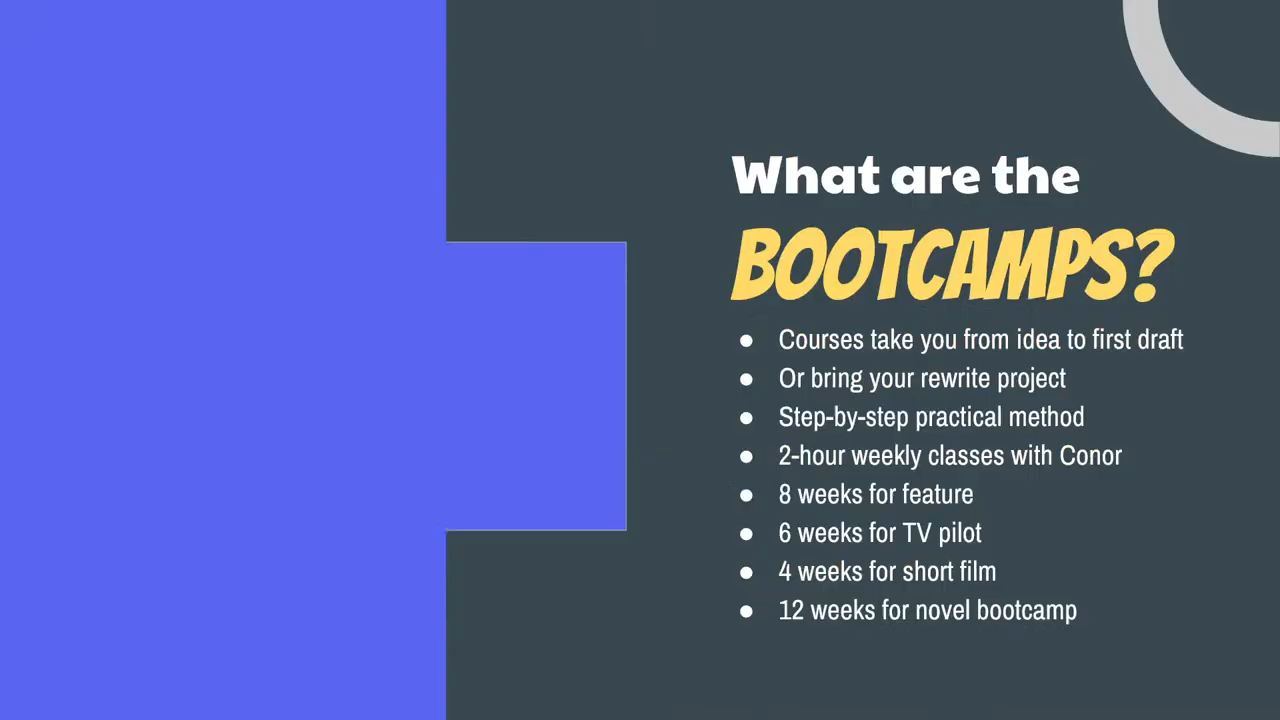 What are the
BOOTCAMPS?
● Courses take you from idea to first draft
● Or bring your rewrite project
● Step-by-step practical method
● 2-hour weekly classes with Conor
● 8 weeks for feature
● 6 weeks for TV pilot
● 4 weeks for short film
● 12 weeks for novel bootcamp